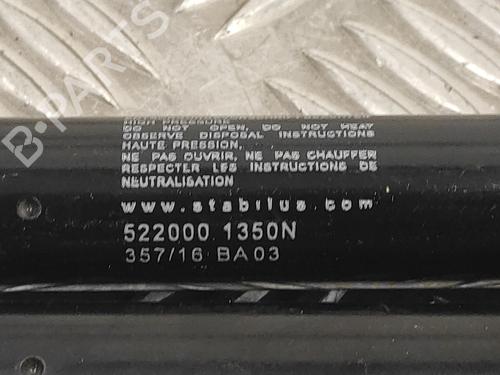 HIGH PRESSURE
DO NOT OPEN, DO NOT HEAT
OBSERVE DISPOSAL INSTRUCTIONS
HAUTE PRESSION,
NE PAS OUVRIR, NE PAS CHAUFFER
RESPECTER LES INSTRUCTIONS DE
NEUTRALISATION
www.stabilus.com
522000 1350N
357/16 BA03
B-PARTS